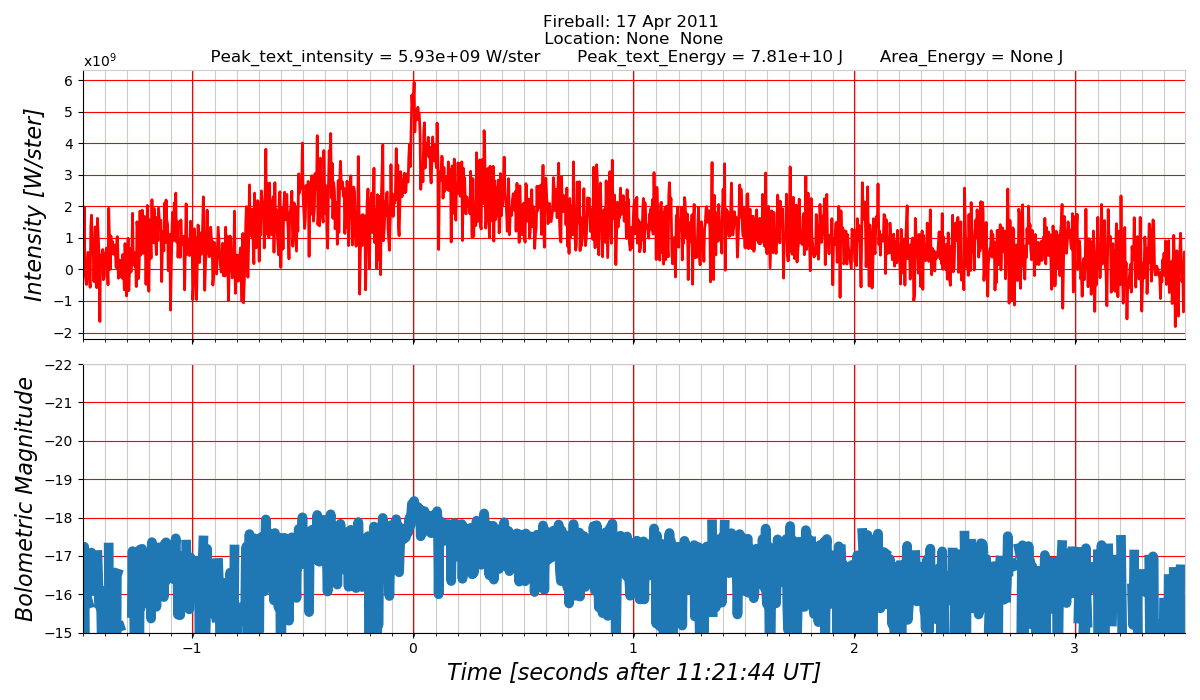 Fireball: 17 Apr 2011
Location: None  None
Peak_text_intensity = 5.93e+09 W/ster       Peak_text_Energy = 7.81e+10 J       Area_Energy = None J
x10⁹
6
5
4
3
2
1
0
−1
−2
Intensity [W/ster]
−22
−21
−20
−19
−18
−17
−16
−15
Bolometric Magnitude
−1 0 1 2 3
Time [seconds after 11:21:44 UT]